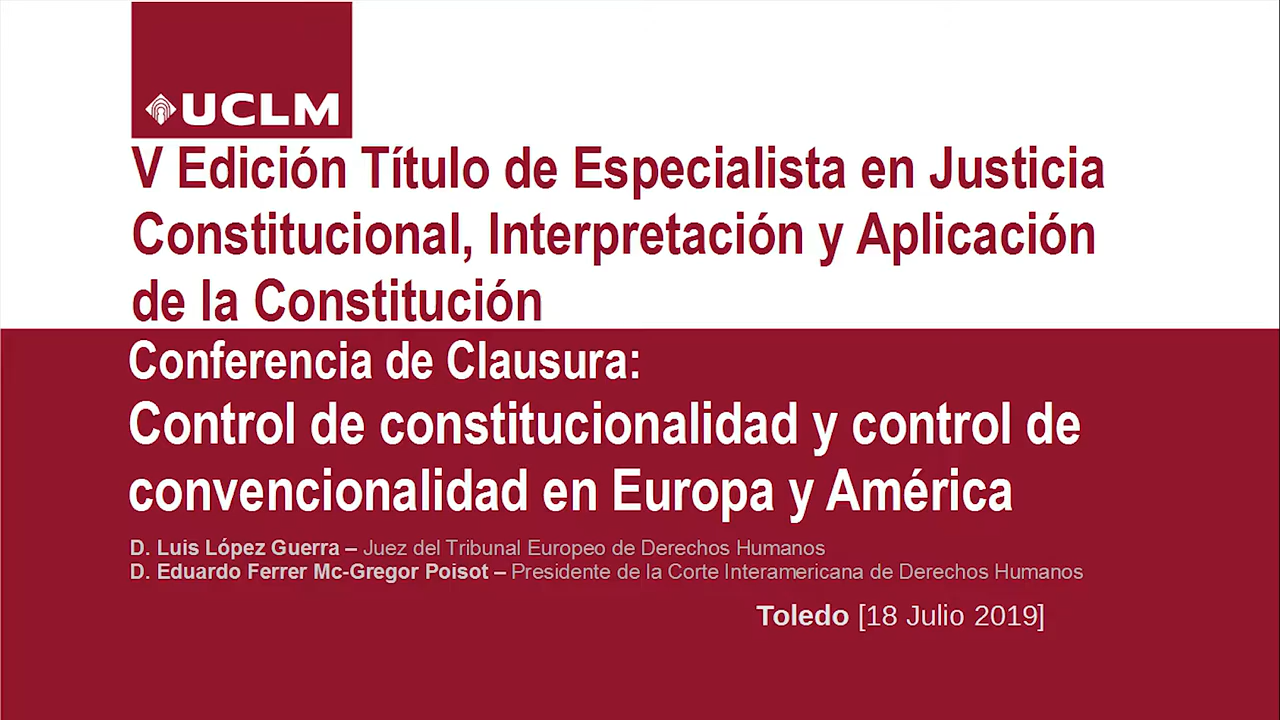 UCLM
V Edición Título de Especialista en Justicia
Constitucional, Interpretación y Aplicación
de la Constitución
Conferencia de Clausura:
Control de constitucionalidad y control de
convencionalidad en Europa y América
D. Luis López Guerra – Juez del Tribunal Europeo de Derechos Humanos
D. Eduardo Ferrer Mc-Gregor Poisot – Presidente de la Corte Interamericana de Derechos Humanos
Toledo [18 Julio 2019]